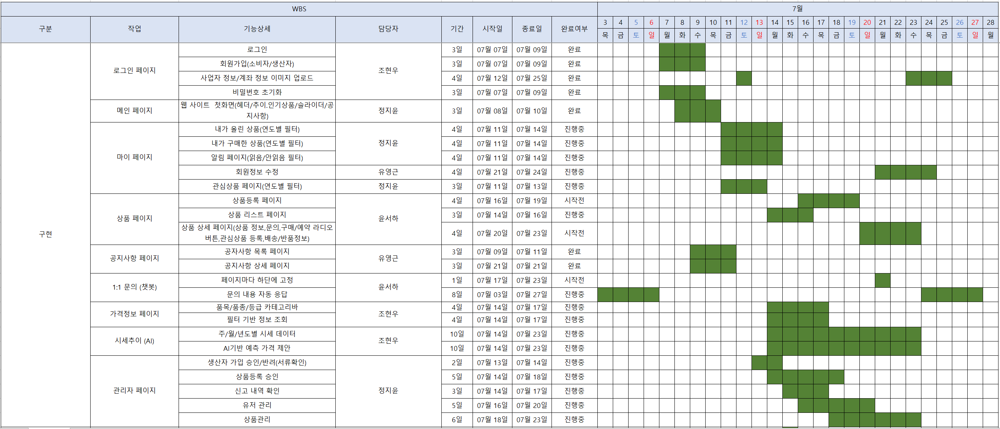 WBS 7월
구분 작업 기능상세 담당자 기간 시작일 종료일 완료여부 3 4 5 6 7 8 9 10 11 12 13 14 15 16 17 18 19 20 21 22 23 24 25 26 27 28
목 금 토 일 월 화 수 목 금 토 일 월 화 수 목 금 토 일 월 화 수 목 금 토 일 월
구현
로그인 페이지 조현우
로그인 3일 07월 07일 07월 09일 완료
회원가입(소비자/생산자) 3일 07월 07일 07월 09일 완료
사업자 정보/계좌 정보 이미지 업로드 4일 07월 12일 07월 25일 완료
비밀번호 초기화 3일 07월 07일 07월 09일 완료
메인 페이지
웹 사이트 첫화면(헤더/추이.인기상품/슬라이더/공
지사항)
정지윤 3일 07월 08일 07월 10일 완료
마이 페이지 정지윤
내가 올린 상품(연도별 필터) 4일 07월 11일 07월 14일 진행중
내가 구매한 상품(연도별 필터) 4일 07월 11일 07월 14일 진행중
알림 페이지(읽음/안읽음 필터) 4일 07월 11일 07월 14일 진행중
회원정보 수정 유영근 4일 07월 21일 07월 24일 진행중
관심상품 페이지(연도별 필터) 정지윤 3일 07월 11일 07월 13일 진행중
상품 페이지 윤서하
상품등록 페이지 4일 07월 16일 07월 19일 시작전
상품 리스트 페이지 3일 07월 14일 07월 16일 진행중
상품 상세 페이지(상품 정보,문의,구매/예약 라디오
버튼,관심상품 등록,배송/반품정보)
4일 07월 20일 07월 23일 시작전
공지사항 페이지 유영근
공자사항 목록 페이지 3일 07월 09일 07월 11일 완료
공지사항 상세 페이지 3일 07월 21일 07월 21일 완료
1:1 문의 (챗봇) 윤서하
페이지마다 하단에 고정 1일 07월 17일 07월 23일 시작전
문의 내용 자동 응답 8일 07월 03일 07월 27일 진행중
가격정보 페이지 조현우
품목/품종/등급 카테고리바 4일 07월 14일 07월 17일 진행중
필터 기반 정보 조회 4일 07월 14일 07월 17일 진행중
시세추이 (AI) 조현우
주/월/년도별 시세 데이터 10일 07월 14일 07월 23일 진행중
AI기반 예측 가격 제안 10일 07월 14일 07월 23일 진행중
관리자 페이지 정지윤
생산자 가입 승인/반려(서류확인) 2일 07월 13일 07월 14일 진행중
상품등록 승인 5일 07월 14일 07월 18일 진행중
신고 내역 확인 3일 07월 14일 07월 17일 진행중
유저 관리 5일 07월 16일 07월 20일 진행중
상품관리 6일 07월 18일 07월 23일 진행중